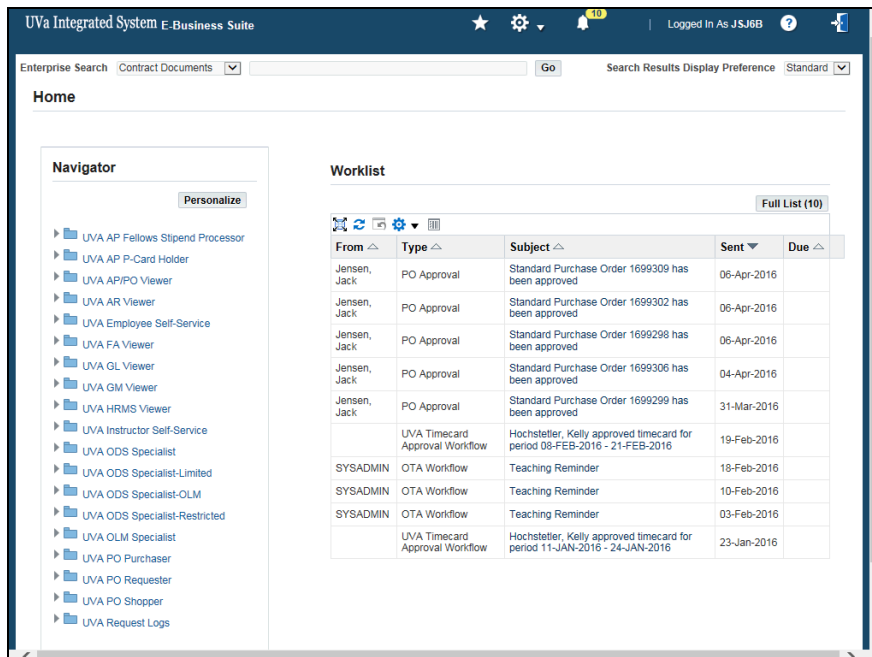 UVa Integrated System E-Business Suite
10
| Logged In As JSJ6B ?
Enterprise Search Contract Documents Go Search Results Display Preference Standard
Home
Navigator
Personalize
UVA AP Fellows Stipend Processor
UVA AP P-Card Holder
UVA AP/PO Viewer
UVA AR Viewer
UVA Employee Self-Service
UVA FA Viewer
UVA GL Viewer
UVA GM Viewer
UVA HRMS Viewer
UVA Instructor Self-Service
UVA ODS Specialist
UVA ODS Specialist-Limited
UVA ODS Specialist-OLM
UVA ODS Specialist-Restricted
UVA OLM Specialist
UVA PO Purchaser
UVA PO Requester
UVA PO Shopper
UVA Request Logs
Worklist
Full List (10)
From Type Subject Sent Due
Jensen, Jack PO Approval Standard Purchase Order 1699309 has been approved 06-Apr-2016
Jensen, Jack PO Approval Standard Purchase Order 1699302 has been approved 06-Apr-2016
Jensen, Jack PO Approval Standard Purchase Order 1699298 has been approved 06-Apr-2016
Jensen, Jack PO Approval Standard Purchase Order 1699306 has been approved 04-Apr-2016
Jensen, Jack PO Approval Standard Purchase Order 1699299 has been approved 31-Mar-2016
UVA Timecard Approval Workflow Hochstetler, Kelly approved timecard for period 08-FEB-2016 - 21-FEB-2016 19-Feb-2016
SYSADMIN OTA Workflow Teaching Reminder 18-Feb-2016
SYSADMIN OTA Workflow Teaching Reminder 10-Feb-2016
SYSADMIN OTA Workflow Teaching Reminder 03-Feb-2016
UVA Timecard Approval Workflow Hochstetler, Kelly approved timecard for period 11-JAN-2016 - 24-JAN-2016 23-Jan-2016